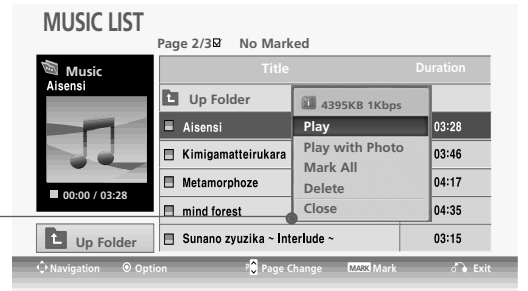 MUSIC LIST
Page 2/3 No Marked
Music
Aisensi
00:00 / 03:28
Up Folder
Title Duration
Up Folder
Aisensi 03:28
Kimigamatteirukara 03:46
Metamorphoze 04:17
mind forest 04:35
Sunano zyuzika ~ Interlude ~ 03:15
4395KB 1Kbps
Play
Play with Photo
Mark All
Delete
Close
Navigation Option P Page Change MARK Mark Exit